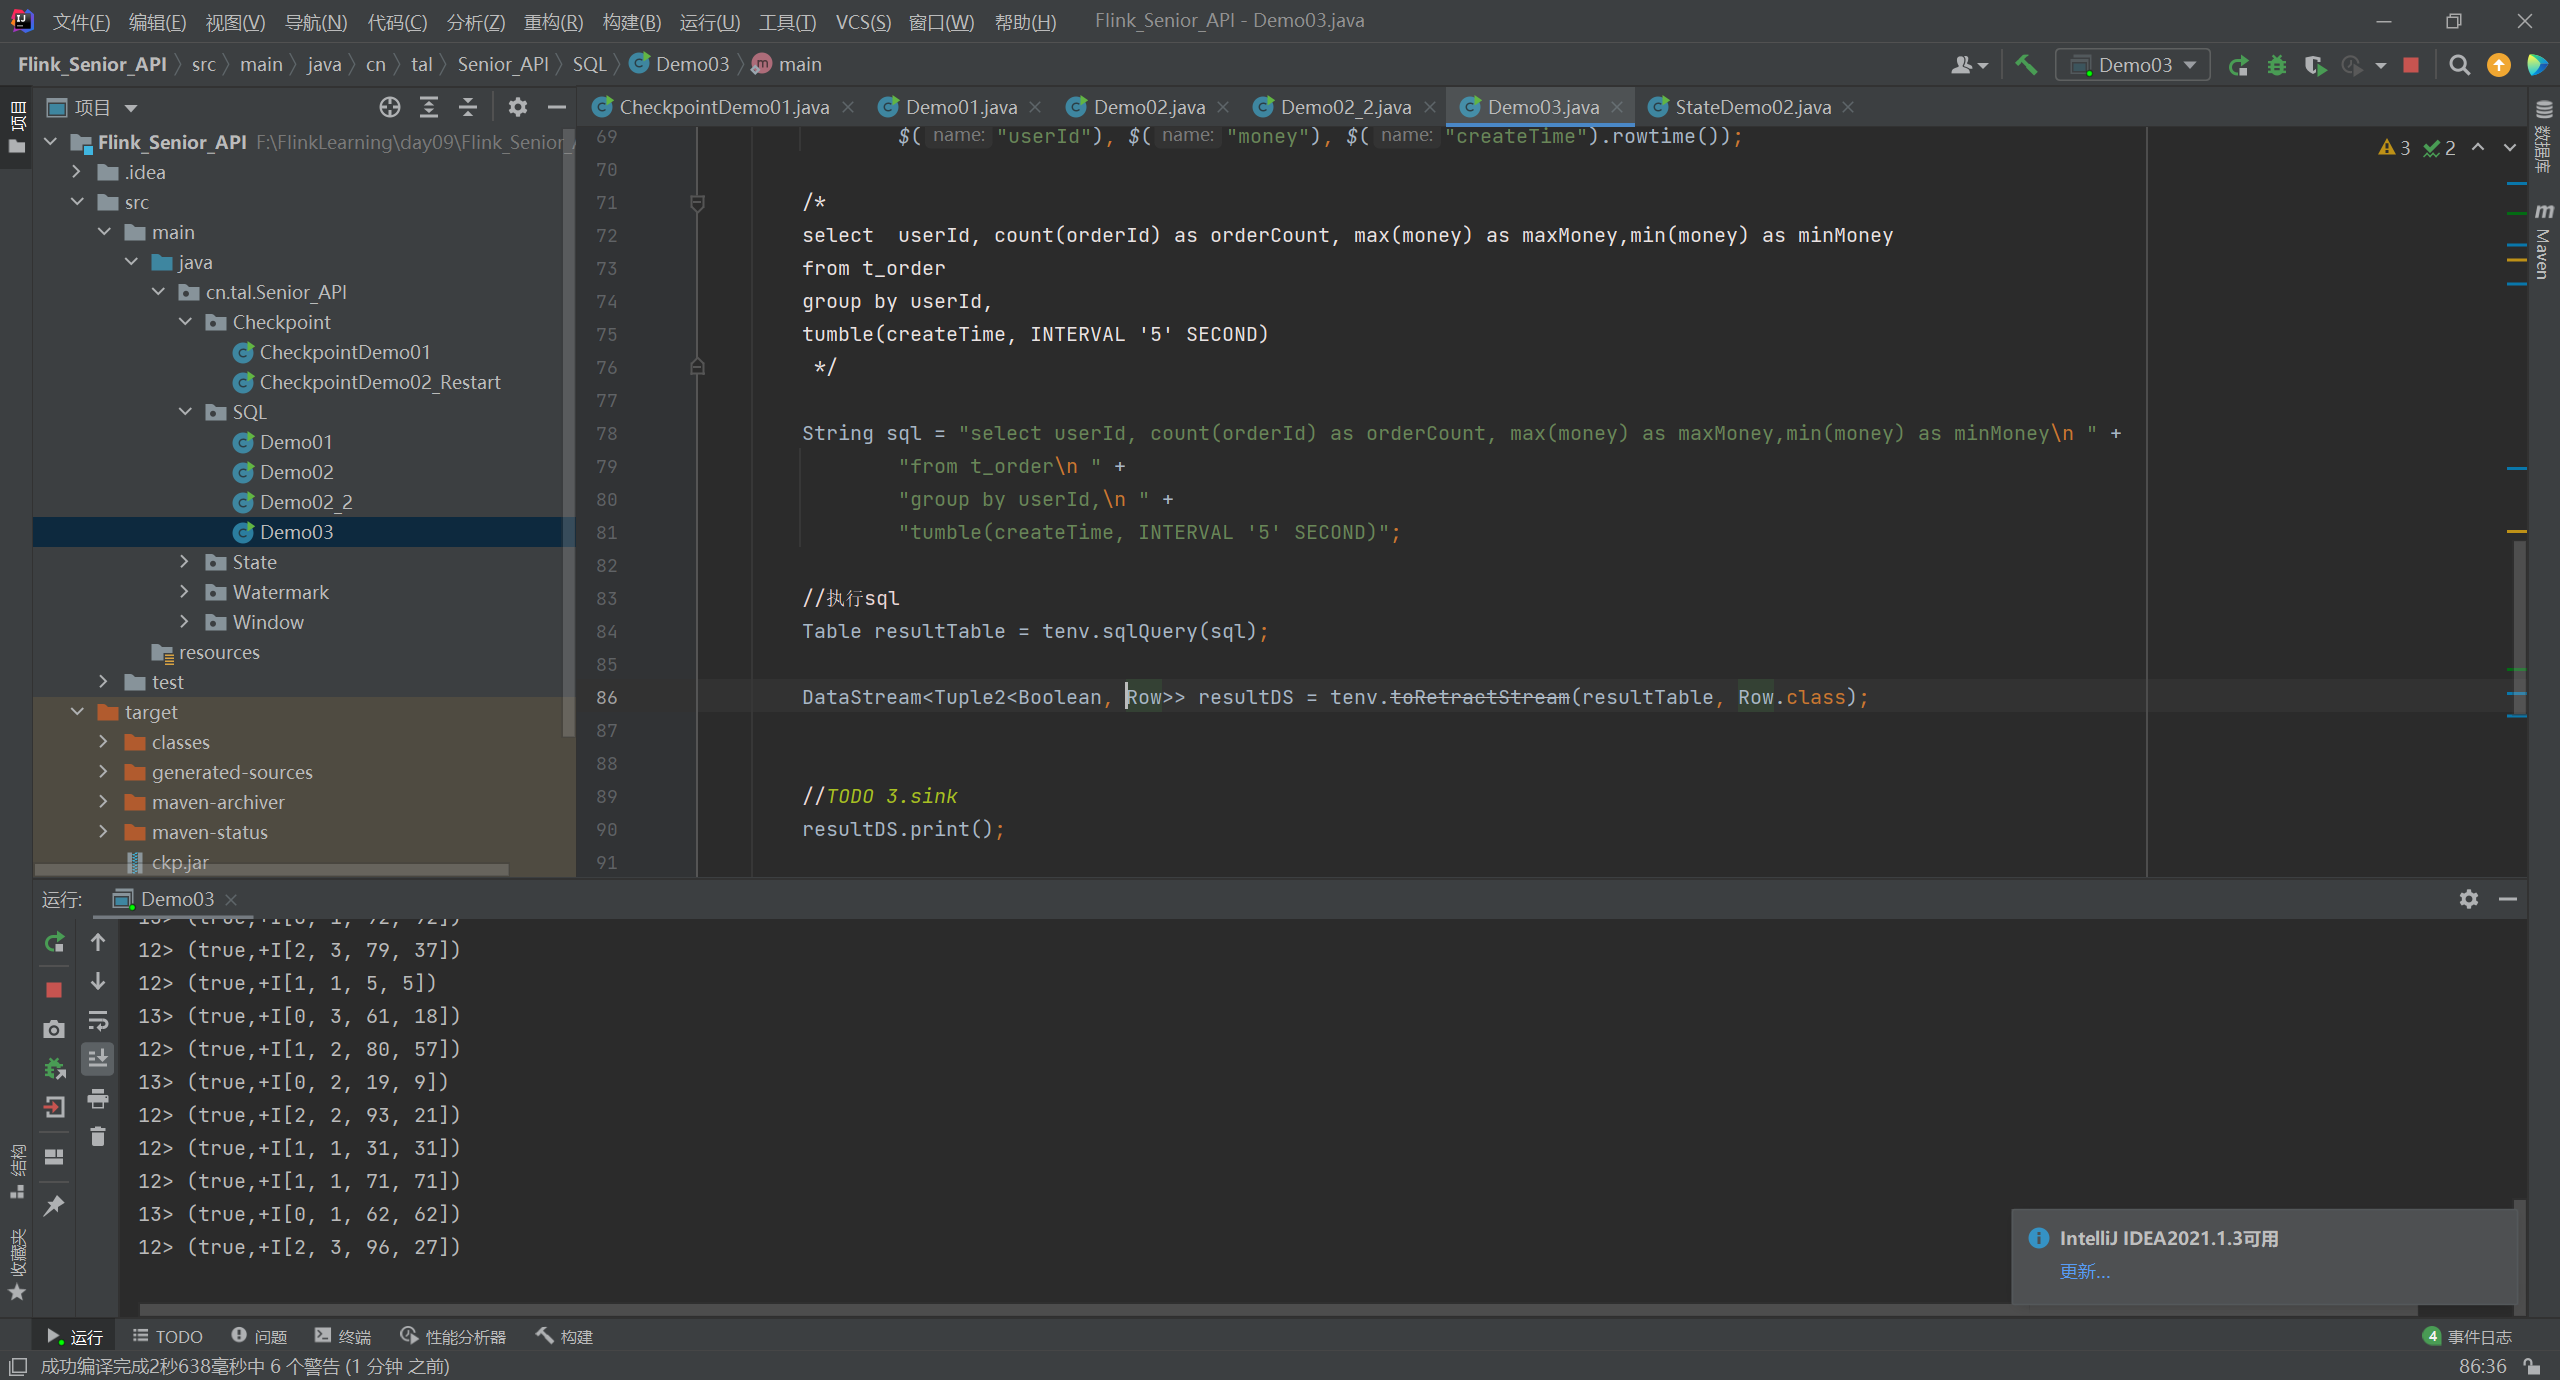 文件(F) 编辑(E) 视图(V) 导航(N) 代码(C) 分析(Z) 重构(R) 构建(B) 运行(U) 工具(T) VCS(S) 窗口(W) 帮助(H) Flink_Senior_API - Demo03.java
Flink_Senior_API src main java cn tal Senior_API SQL Demo03 main
Demo03
项目
CheckpointDemo01.java Demo01.java Demo02.java Demo02_2.java Demo03.java StateDemo02.java
项目
Flink_Senior_API F:\FlinkLearning\day09\Flink_Senior_
.idea
src
main
java
cn.tal.Senior_API
Checkpoint
CheckpointDemo01
CheckpointDemo02_Restart
SQL
Demo01
Demo02
Demo02_2
Demo03
State
Watermark
Window
resources
test
target
classes
generated-sources
maven-archiver
maven-status
ckp.jar
69 $( name: "userId"), $( name: "money"), $( name: "createTime").rowtime());
70
71 /*
72 select  userId, count(orderId) as orderCount, max(money) as maxMoney,min(money) as minMoney
73 from t_order
74 group by userId,
75 tumble(createTime, INTERVAL '5' SECOND)
76 */
77
78 String sql = "select userId, count(orderId) as orderCount, max(money) as maxMoney,min(money) as minMoney\n " +
79 "from t_order\n " +
80 "group by userId,\n " +
81 "tumble(createTime, INTERVAL '5' SECOND)";
82
83 //执行sql
84 Table resultTable = tenv.sqlQuery(sql);
85
86 DataStream<Tuple2<Boolean, Row>> resultDS = tenv.toRetractStream(resultTable, Row.class);
87
88
89 //TODO 3.sink
90 resultDS.print();
91
3 2
数据库
m Maven
运行: Demo03
13> (true,+I[0, 1, 92, 92])
12> (true,+I[2, 3, 79, 37])
12> (true,+I[1, 1, 5, 5])
13> (true,+I[0, 3, 61, 18])
12> (true,+I[1, 2, 80, 57])
13> (true,+I[0, 2, 19, 9])
12> (true,+I[2, 2, 93, 21])
12> (true,+I[1, 1, 31, 31])
12> (true,+I[1, 1, 71, 71])
13> (true,+I[0, 1, 62, 62])
12> (true,+I[2, 3, 96, 27])
结构
收藏夹
IntelliJ IDEA2021.1.3可用
更新...
运行 TODO 问题 终端 性能分析器 构建 4 事件日志
成功编译完成2秒638毫秒中 6 个警告 (1 分钟 之前) 86:36